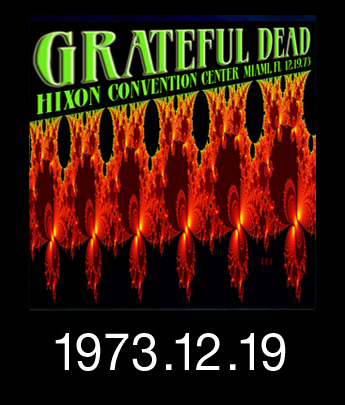 GRATEFUL DEAD
HIXON CONVENTION CENTER MIAMI, FL 12.19.73
1973.12.19